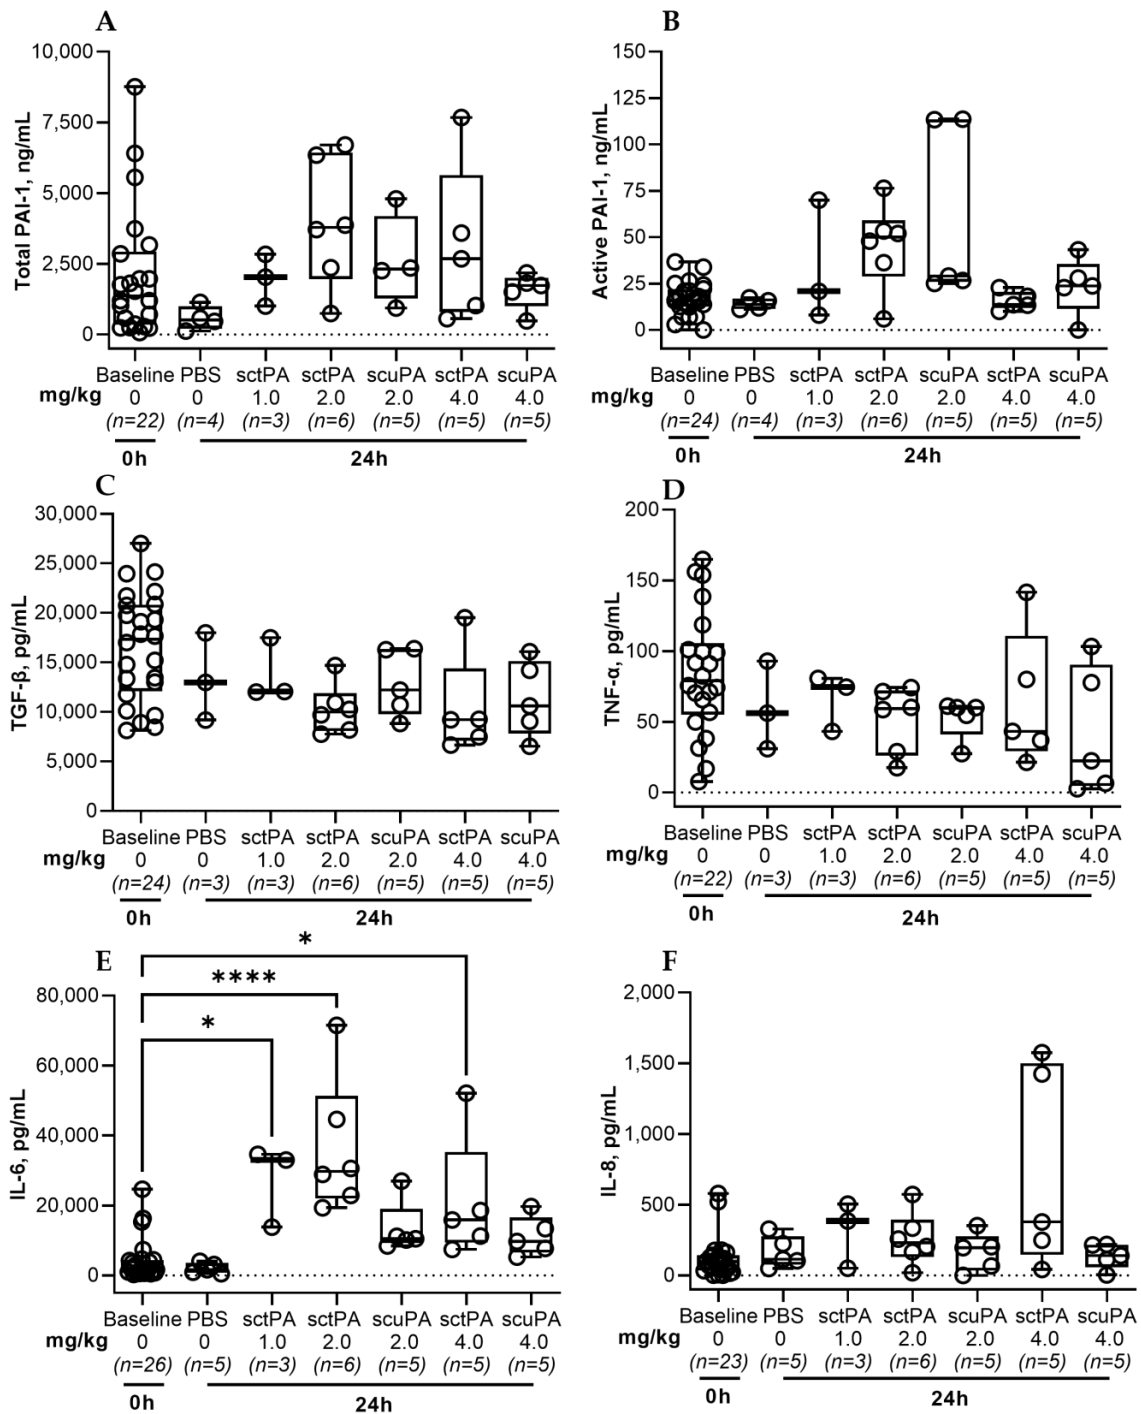 A
Total PAI-1, ng/mL
10,000
7,500
5,000
2,500
0
Baseline PBS sctPA sctPA scuPA sctPA scuPA
mg/kg 0 0 1.0 2.0 2.0 4.0 4.0
(n=22) (n=4) (n=3) (n=6) (n=5) (n=5) (n=5)
0h 24h
B
Active PAI-1, ng/mL
150
125
100
75
50
25
0
Baseline PBS sctPA sctPA scuPA sctPA scuPA
mg/kg 0 0 1.0 2.0 2.0 4.0 4.0
(n=24) (n=4) (n=3) (n=6) (n=5) (n=5) (n=5)
0h 24h
C
TGF-β, pg/mL
30,000
25,000
20,000
15,000
10,000
5,000
0
Baseline PBS sctPA sctPA scuPA sctPA scuPA
mg/kg 0 0 1.0 2.0 2.0 4.0 4.0
(n=24) (n=3) (n=3) (n=6) (n=5) (n=5) (n=5)
0h 24h
D
TNF-α, pg/mL
200
150
100
50
0
Baseline PBS sctPA sctPA scuPA sctPA scuPA
mg/kg 0 0 1.0 2.0 2.0 4.0 4.0
(n=22) (n=3) (n=3) (n=6) (n=5) (n=5) (n=5)
0h 24h
E
*
****
*
IL-6, pg/mL
80,000
60,000
40,000
20,000
0
Baseline PBS sctPA sctPA scuPA sctPA scuPA
mg/kg 0 0 1.0 2.0 2.0 4.0 4.0
(n=26) (n=5) (n=3) (n=6) (n=5) (n=5) (n=5)
0h 24h
F
IL-8, pg/mL
2,000
1,500
1,000
500
0
Baseline PBS sctPA sctPA scuPA sctPA scuPA
mg/kg 0 0 1.0 2.0 2.0 4.0 4.0
(n=23) (n=5) (n=3) (n=6) (n=5) (n=5) (n=5)
0h 24h